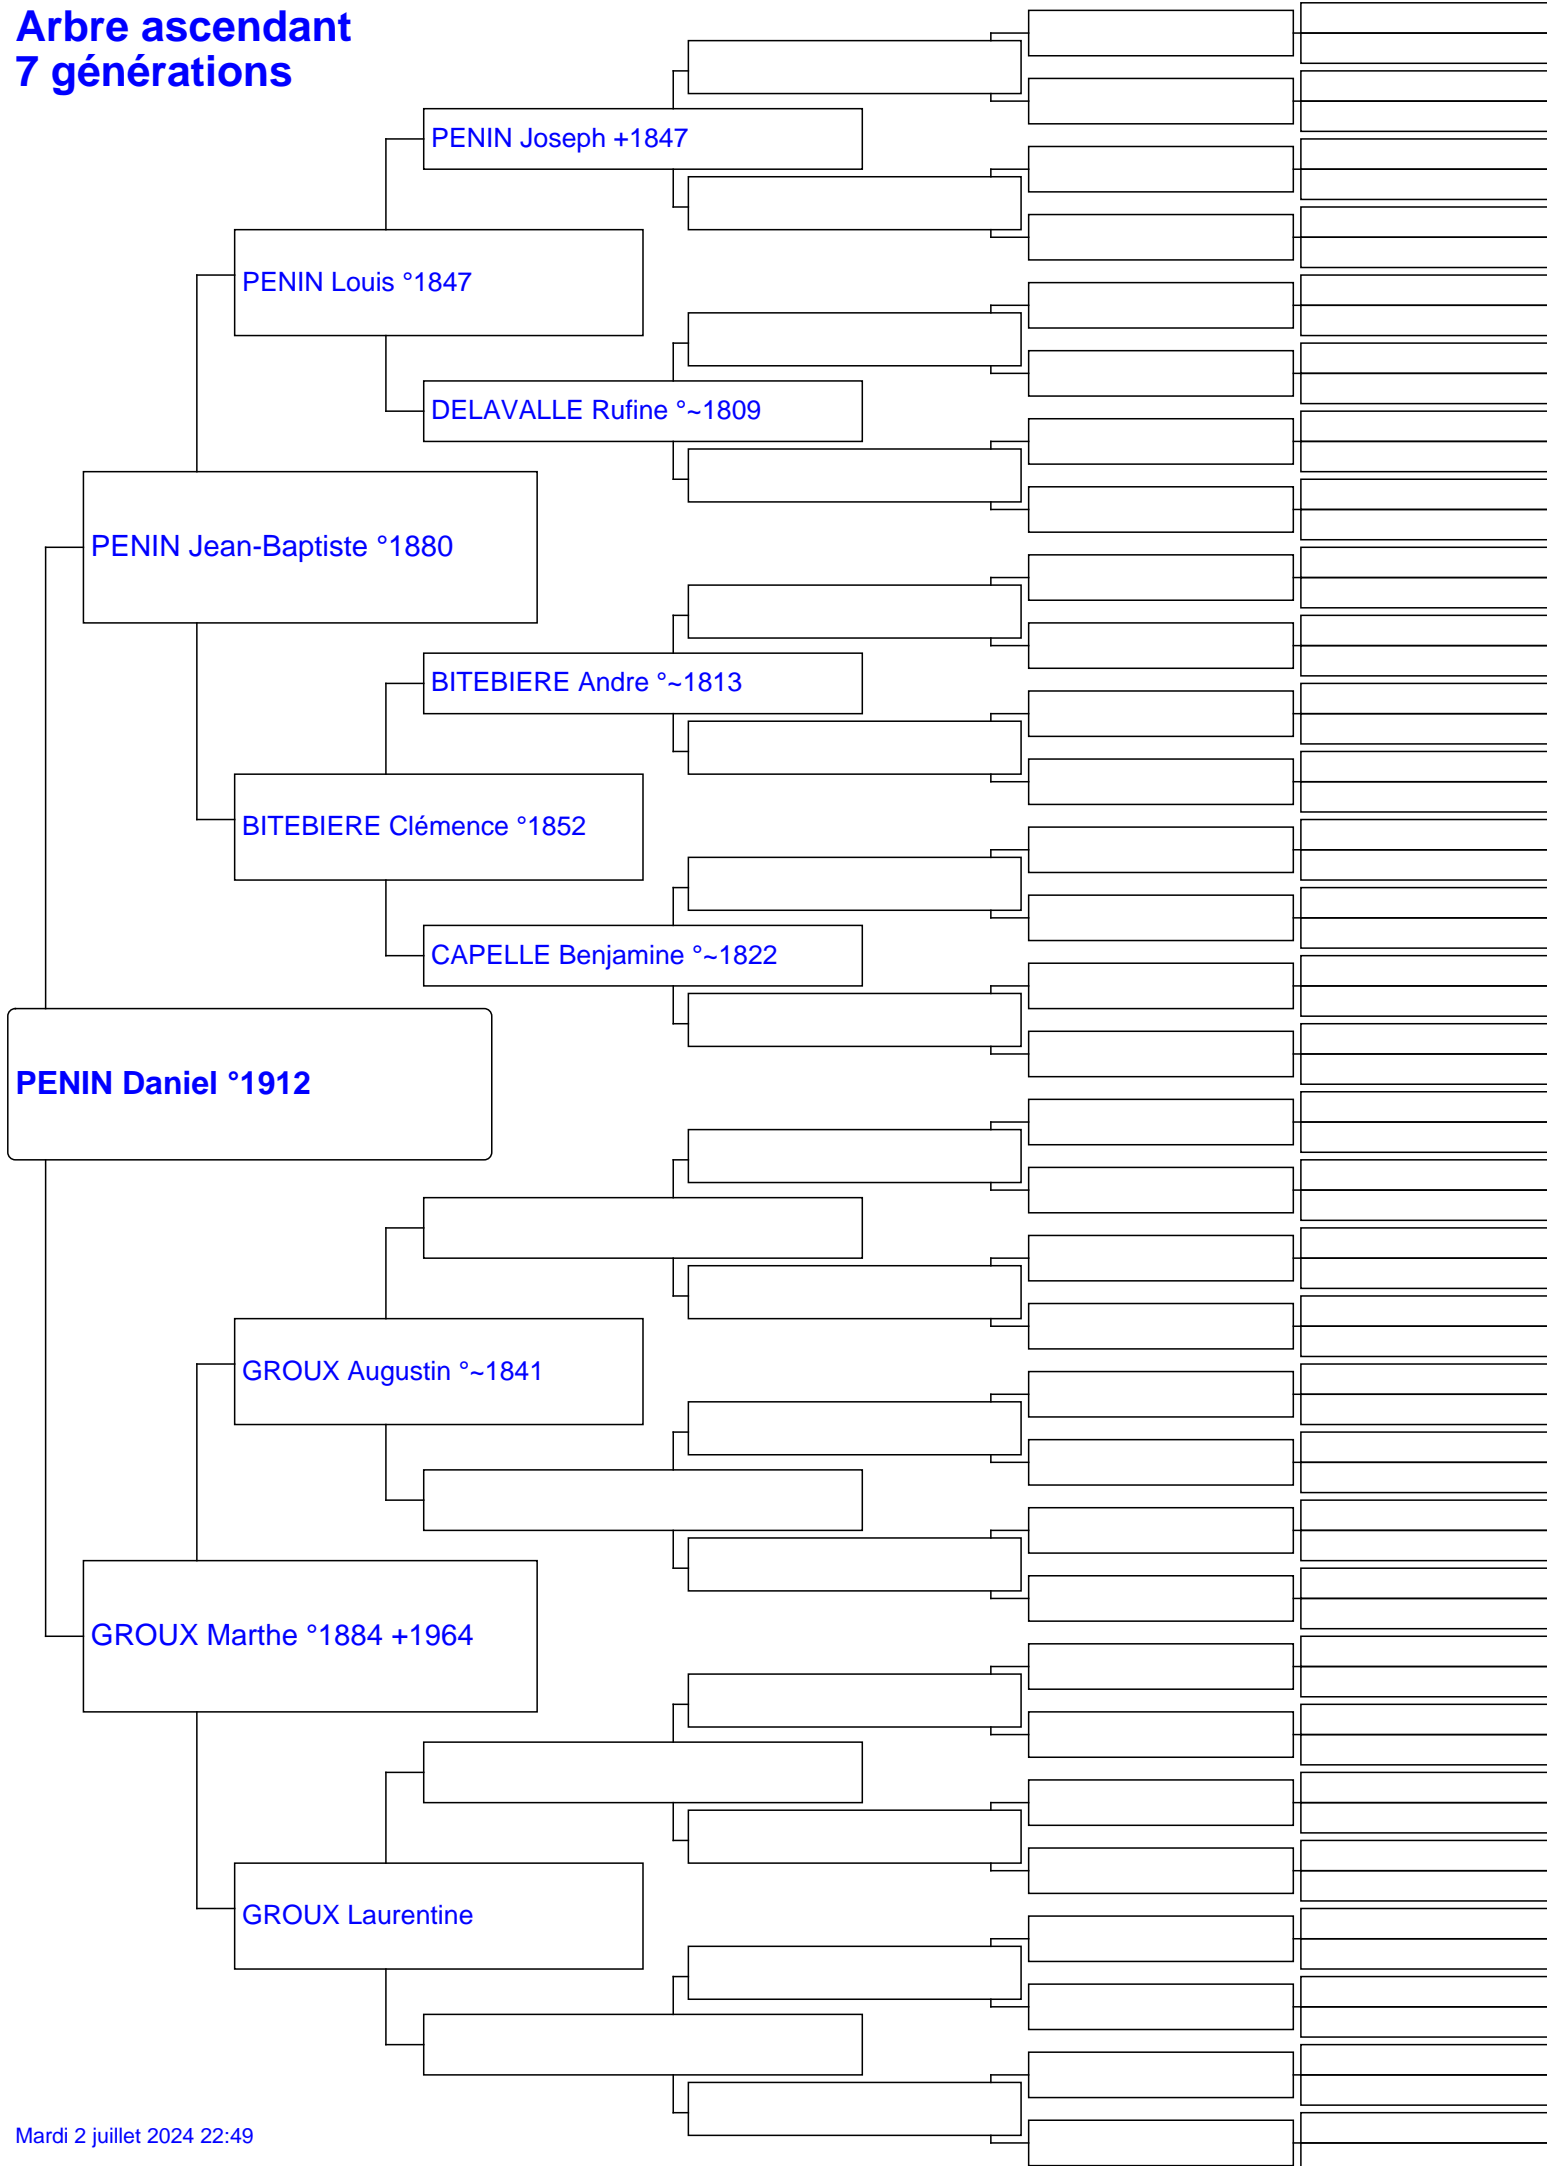 Arbre ascendant
7 générations
PENIN Joseph +1847
PENIN Louis °1847
DELAVALLE Rufine °~1809
PENIN Jean-Baptiste °1880
BITEBIERE Andre °~1813
BITEBIERE Clémence °1852
CAPELLE Benjamine °~1822
PENIN Daniel °1912
GROUX Augustin °~1841
GROUX Marthe °1884 +1964
GROUX Laurentine
Mardi 2 juillet 2024 22:49